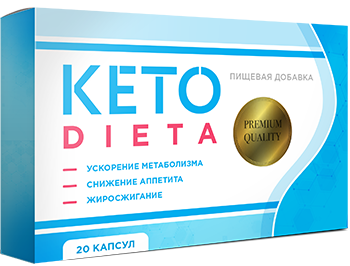 ПИЩЕВАЯ ДОБАВКА
KETO
DIETA
PREMIUM
QUALITY
УСКОРЕНИЕ МЕТАБОЛИЗМА
СНИЖЕНИЕ АППЕТИТА
ЖИРОСЖИГАНИЕ
20 КАПСУЛ